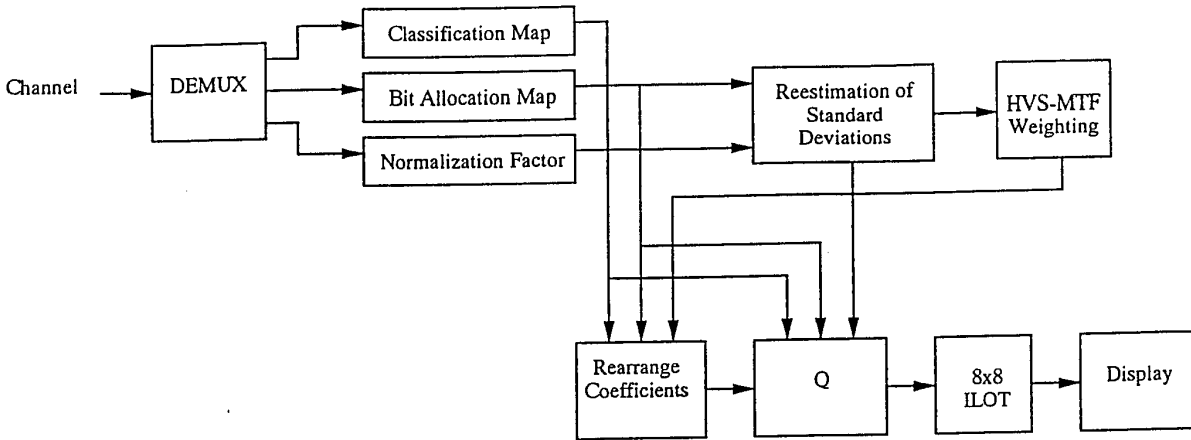 Channel
DEMUX
Classification Map
Bit Allocation Map
Normalization Factor
Reestimation of
Standard
Deviations
HVS-MTF
Weighting
Rearrange
Coefficients
Q
8x8
ILOT
Display